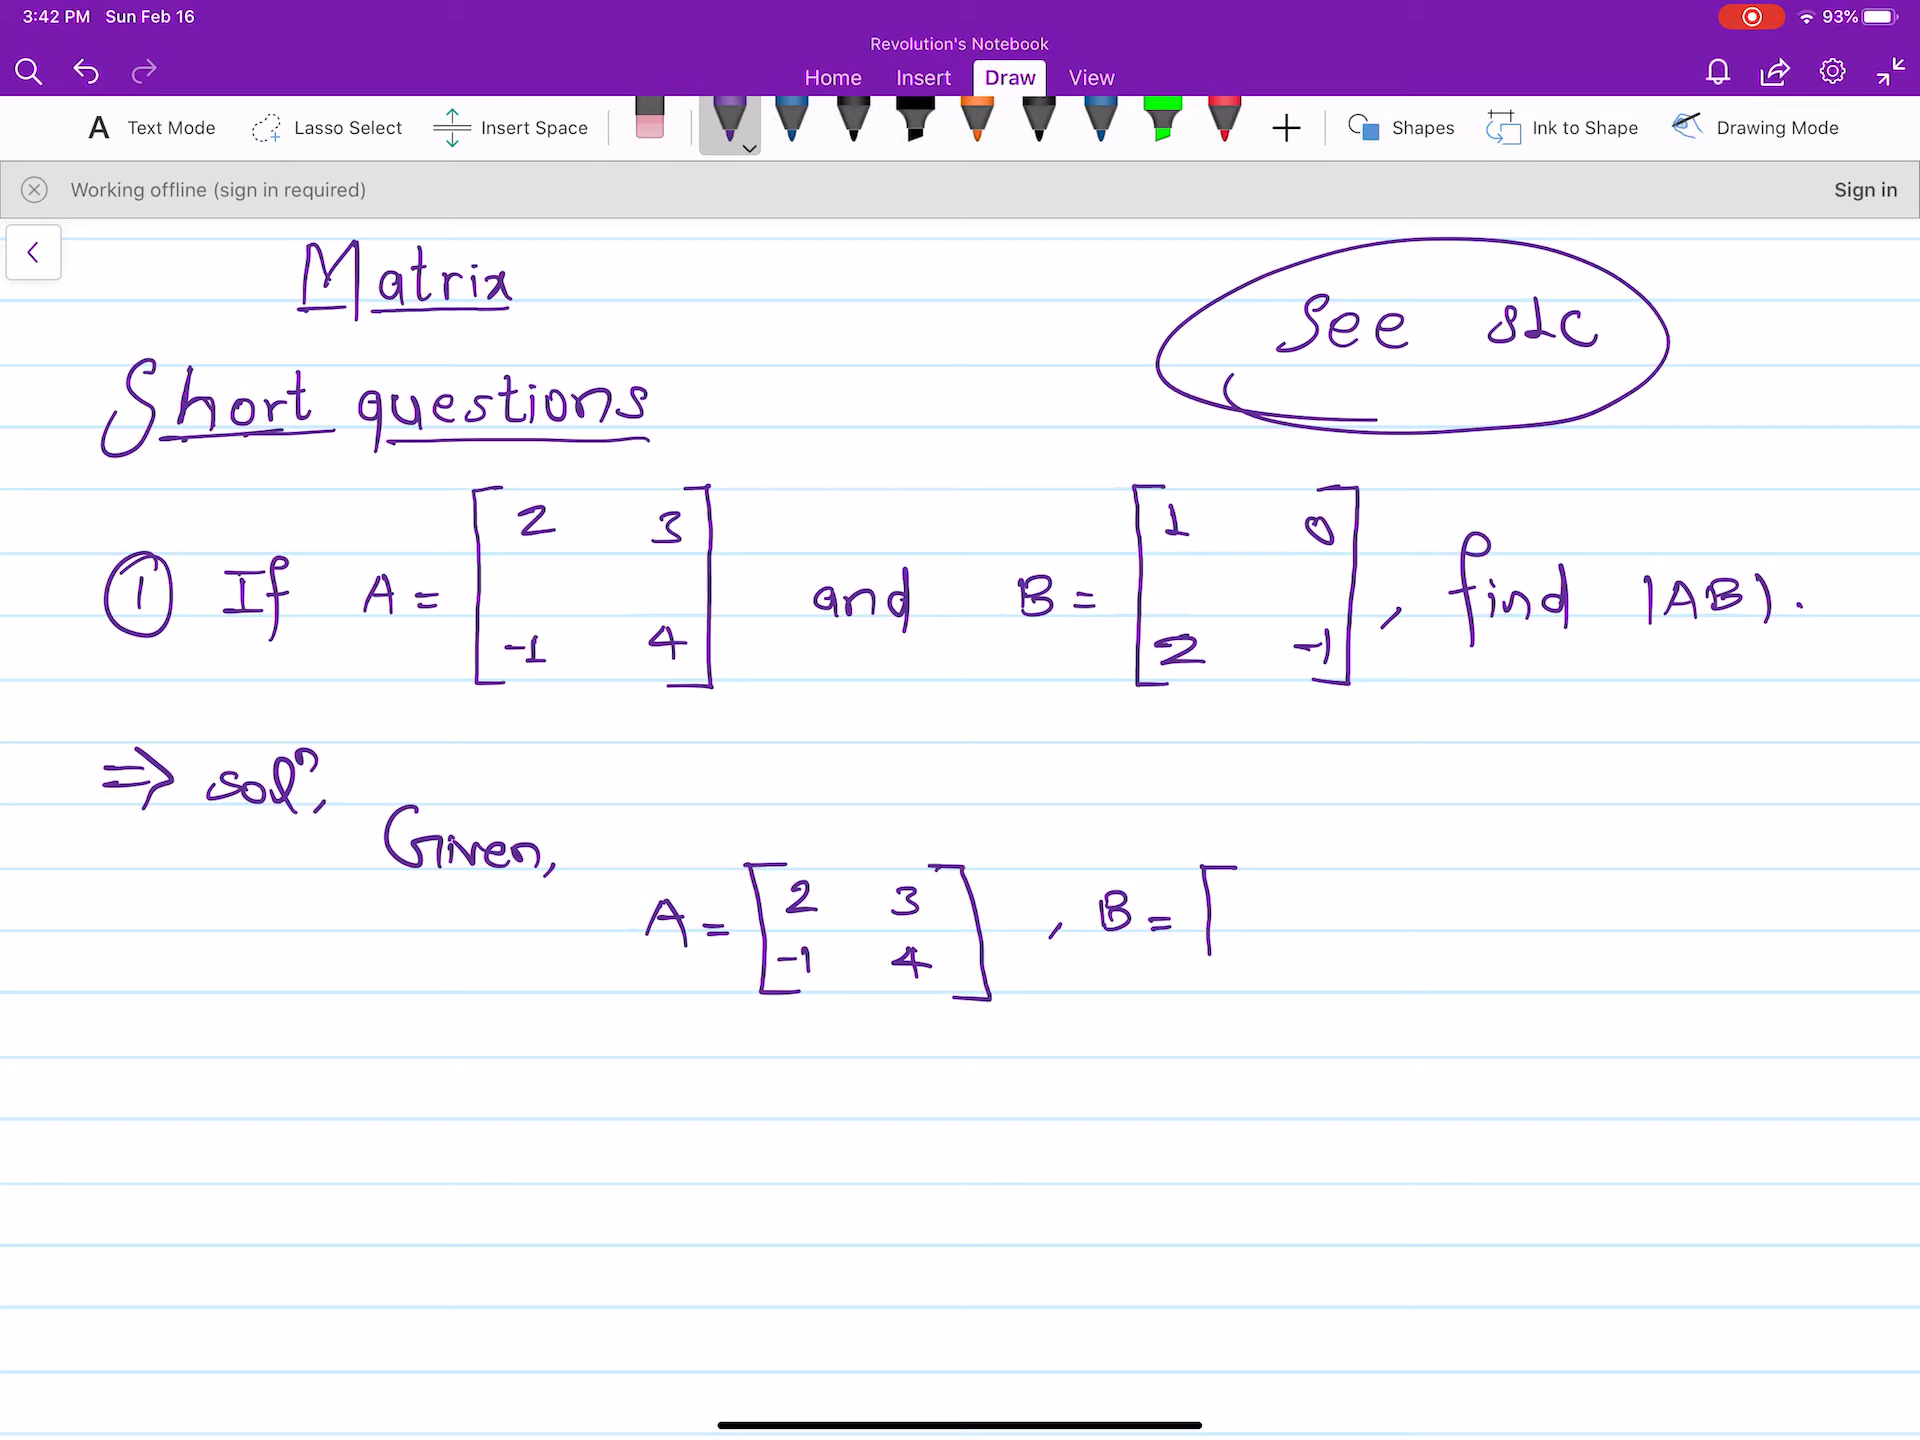 3:42 PM Sun Feb 16 93%
Revolution's Notebook
Home Insert Draw View
A Text Mode Lasso Select Insert Space Shapes Ink to Shape Drawing Mode
Working offline (sign in required) Sign in
Matrix
See SLC
Short questions
① If A = [2 3 -1 4] and B = [1 0 2 -1], find |AB|.
⇒ solⁿ,
Given,
A = [2 3 -1 4], B = [